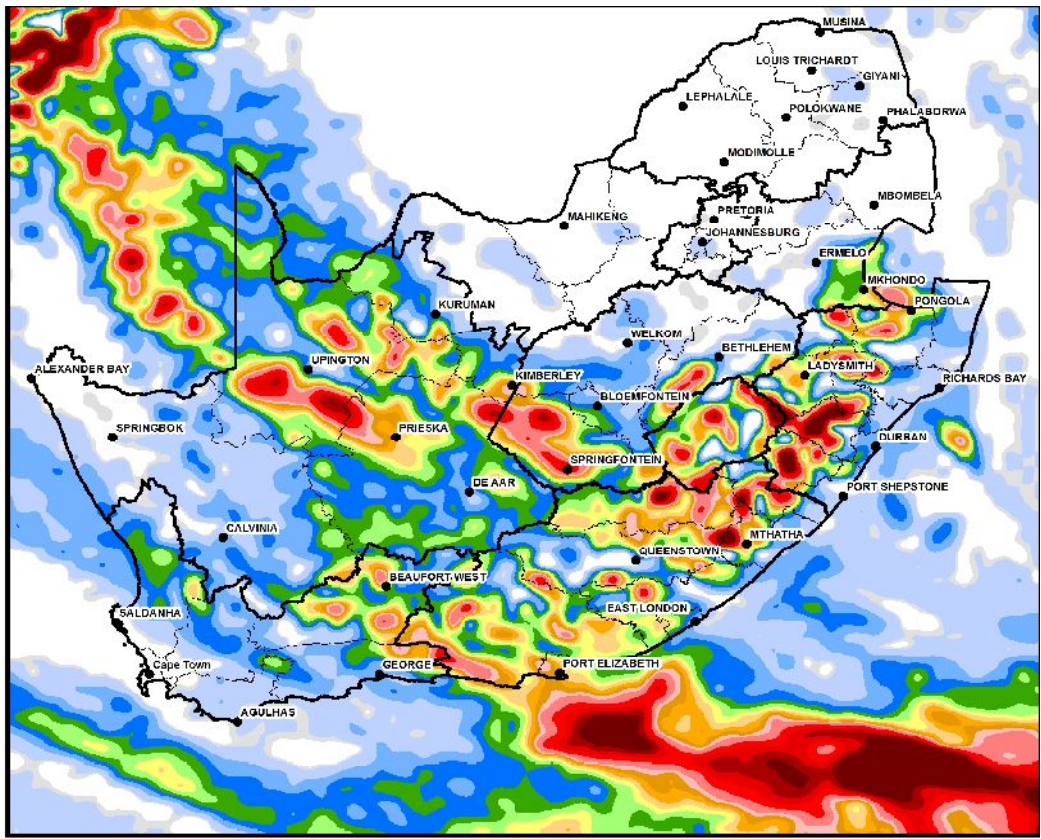 MUSINA
LOUIS TRICHARDT
GIYANI
LEPHALALE
POLOKWANE
PHALABORWA
MODIMOLLE
MBOMBELA
PRETORIA
MAHIKENG
JOHANNESBURG
ERMELO
MKHONDO
PONGOLA
KURUMAN
WELKOM
BETHLEHEM
UPINGTON
ALEXANDER BAY
LADYSMITH
KIMBERLEY
RICHARDS BAY
BLOEMFONTEIN
SPRINGBOK
PRIESKA
DURBAN
SPRINGFONTEIN
DE AAR
PORT SHEPSTONE
CALVINIA
MTHATHA
QUEENSTOWN
BEAUFORT WEST
EAST LONDON
SALDANHA
Cape Town
GEORGE
PORT ELIZABETH
AGULHAS